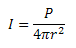 I = P / 4πr²